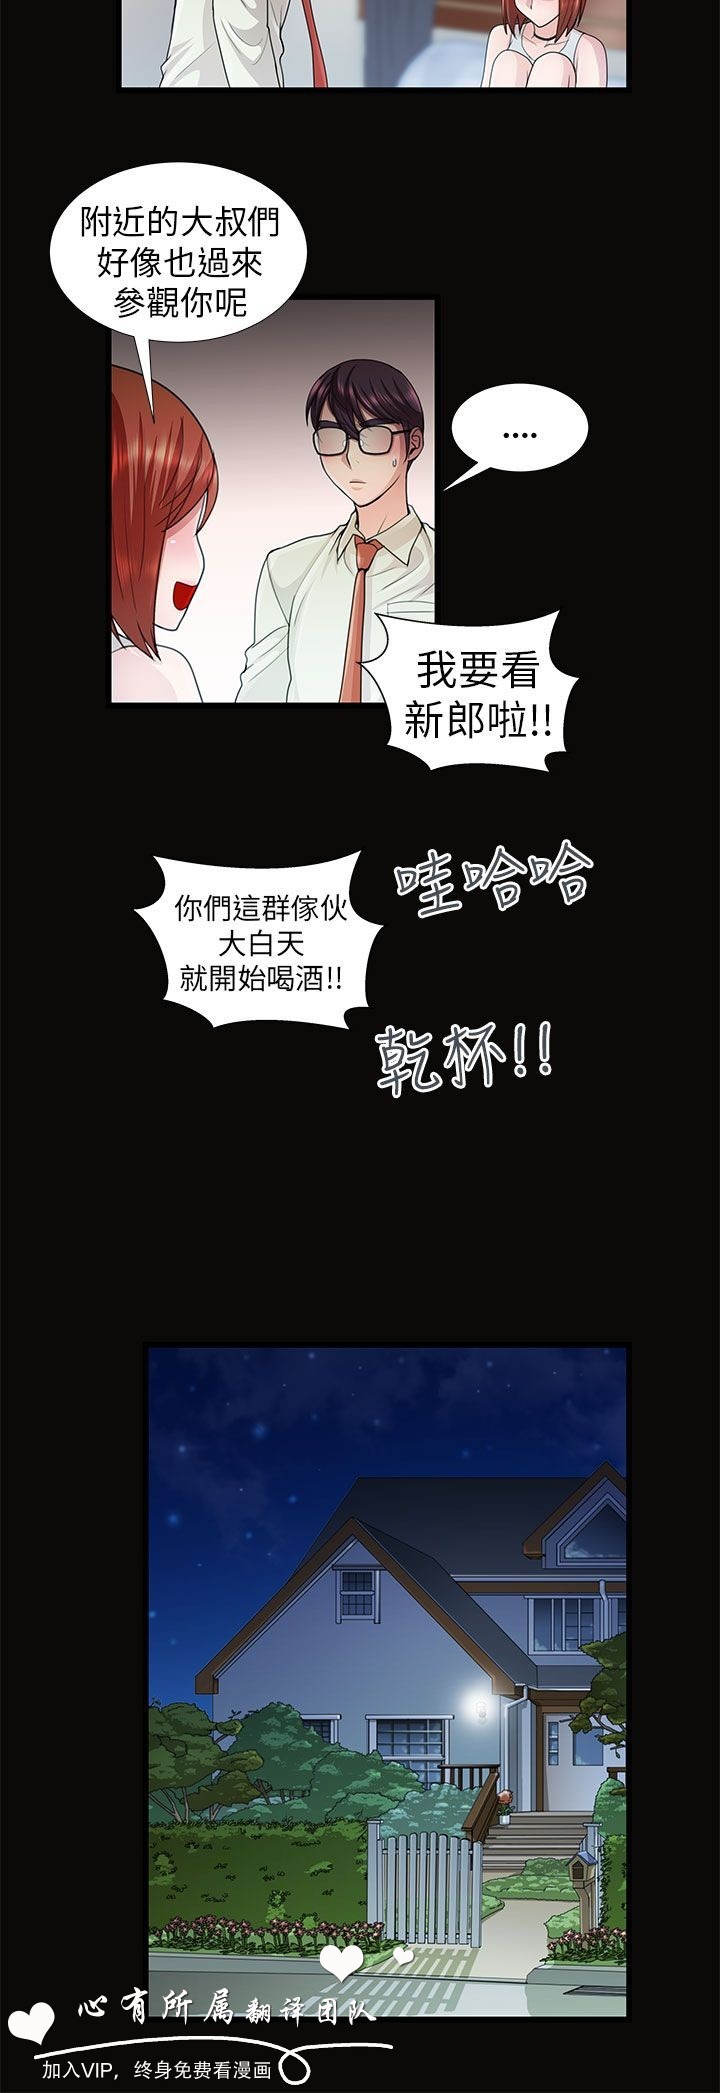 附近的大叔們
好像也過來
參觀你呢
....
我要看
新郎啦!!
哇哈哈
你們這群傢伙
大白天
就開始喝酒!!
乾杯!!
心有所属翻译团队
加入VIP，终身免费看漫画